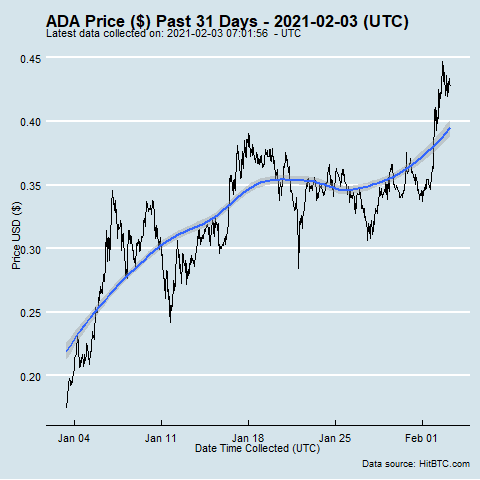 ADA Price ($) Past 31 Days - 2021-02-03 (UTC)
Latest data collected on: 2021-02-03 07:01:56  - UTC
0.45
0.40
0.35
0.30
0.25
0.20
Price USD ($)
Jan 04
Jan 11
Jan 18
Jan 25
Feb 01
Date Time Collected (UTC)
Data source: HitBTC.com